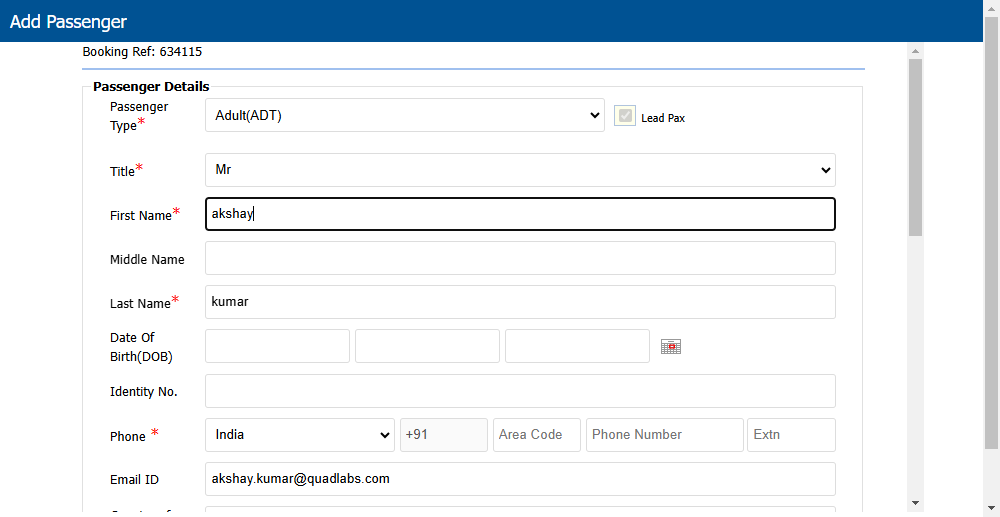 Add Passenger
Booking Ref: 634115
Passenger Details
Passenger
Type*
Adult(ADT)
Lead Pax
Title*
Mr
First Name*
akshay
Middle Name
Last Name*
kumar
Date Of
Birth(DOB)
Identity No.
Phone *
India
+91
Area Code
Phone Number
Extn
Email ID
akshay.kumar@quadlabs.com